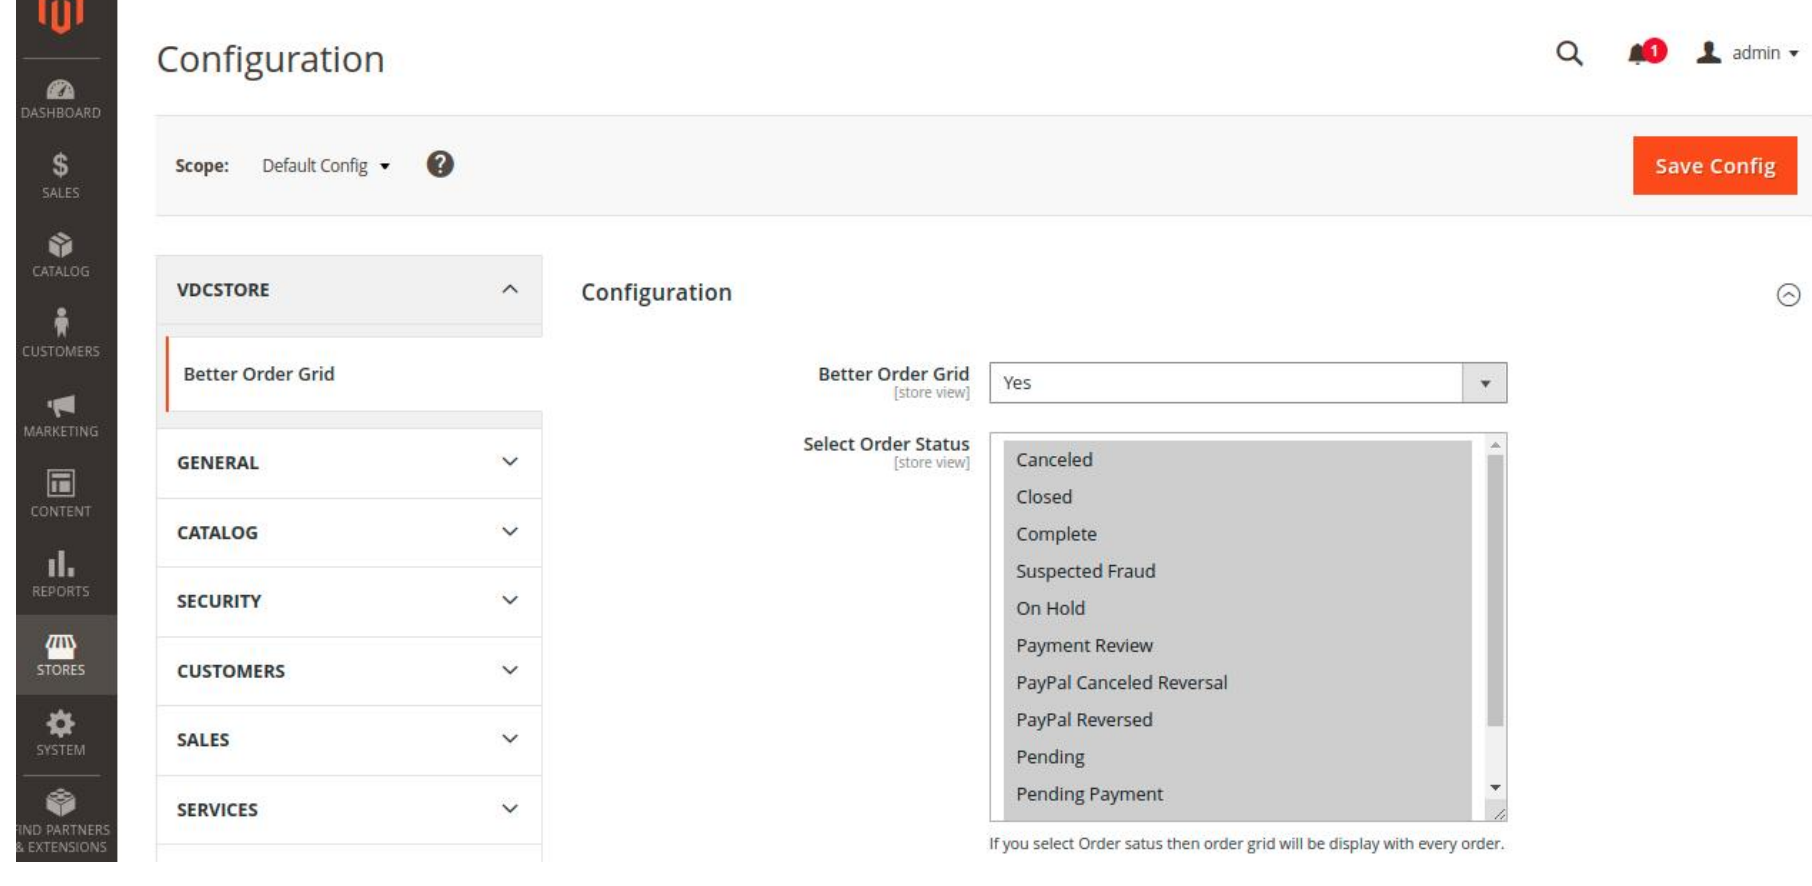 Configuration
1
admin
DASHBOARD
SALES
CATALOG
CUSTOMERS
MARKETING
CONTENT
REPORTS
STORES
SYSTEM
FIND PARTNERS
& EXTENSIONS
Scope: Default Config ?
Save Config
VDCSTORE
Better Order Grid
GENERAL
CATALOG
SECURITY
CUSTOMERS
SALES
SERVICES
Configuration
Better Order Grid
[store view]
Yes
Select Order Status
[store view]
Canceled
Closed
Complete
Suspected Fraud
On Hold
Payment Review
PayPal Canceled Reversal
PayPal Reversed
Pending
Pending Payment
If you select Order satus then order grid will be display with every order.